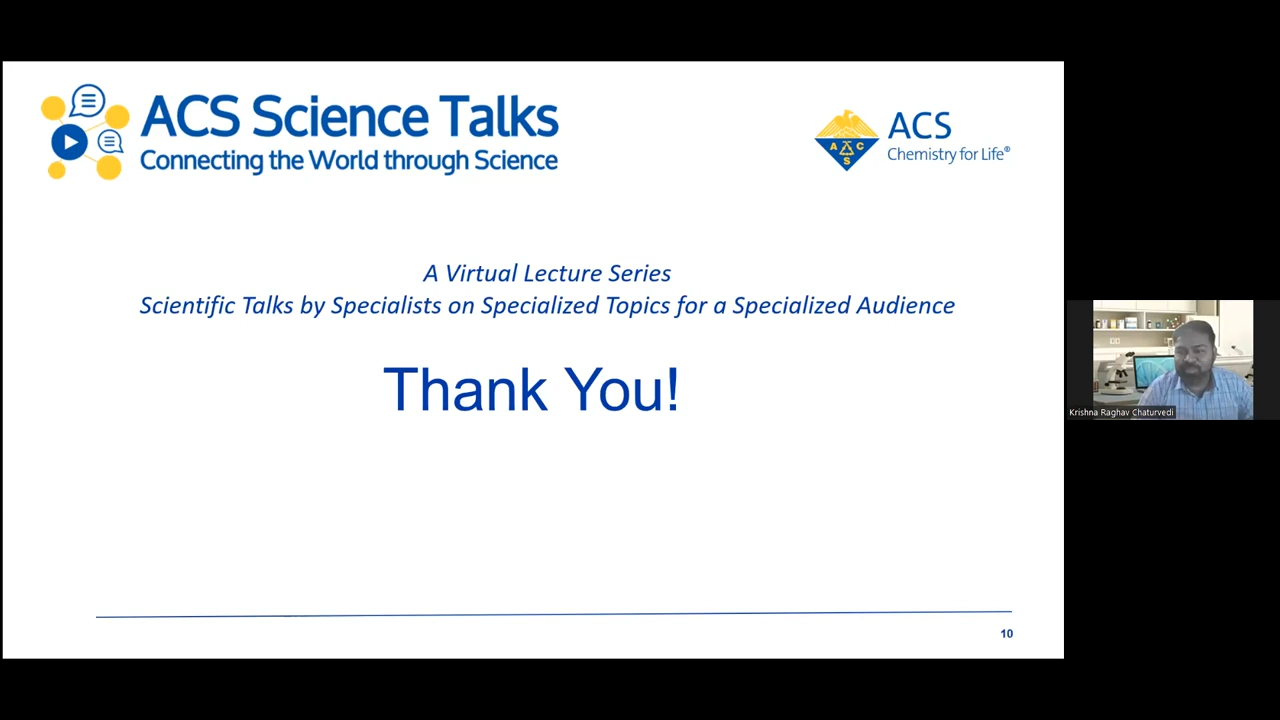 ACS Science Talks
Connecting the World through Science
A C S
ACS
Chemistry for Life®
A Virtual Lecture Series
Scientific Talks by Specialists on Specialized Topics for a Specialized Audience
Thank You!
Krishna Raghav Chaturvedi
10